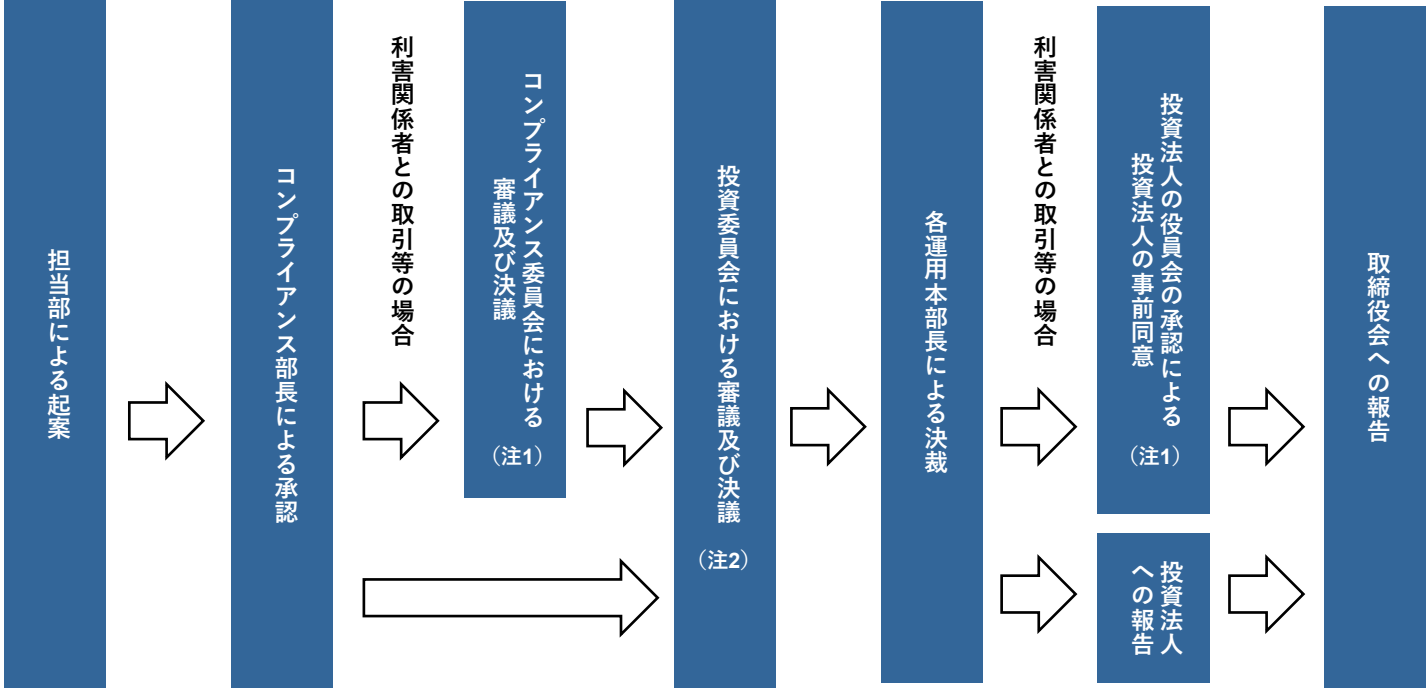 担当部による起案
コンプライアンス部長による承認
利害関係者との取引等の場合
コンプライアンス委員会における
審議及び決議
（注1）
投資委員会における審議及び決議
（注2）
各運用本部長による決裁
利害関係者との取引等の場合
投資法人の役員会の承認による
投資法人の事前同意
（注1）
投資法人
への報告
取締役会への報告